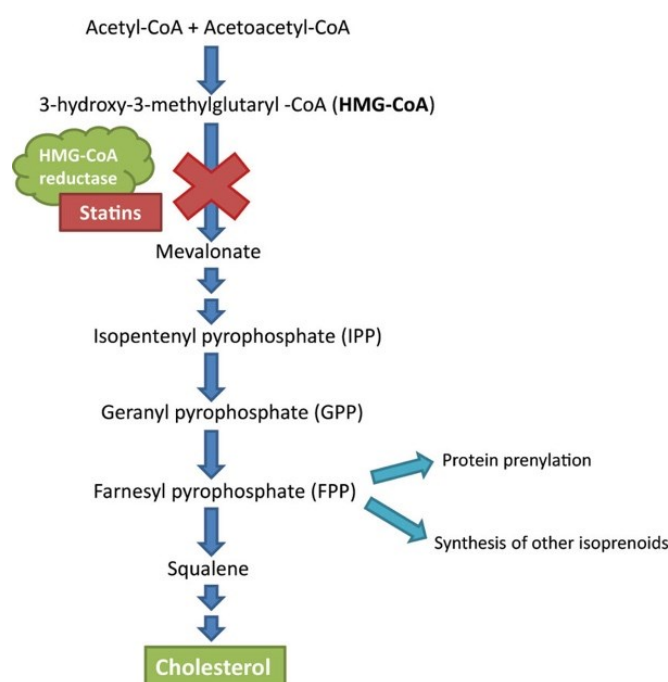 Acetyl-CoA + Acetoacetyl-CoA
3-hydroxy-3-methylglutaryl -CoA (HMG-CoA)
HMG-CoA
reductase
Statins
Mevalonate
Isopentenyl pyrophosphate (IPP)
Geranyl pyrophosphate (GPP)
Protein prenylation
Farnesyl pyrophosphate (FPP)
Synthesis of other isoprenoids
Squalene
Cholesterol